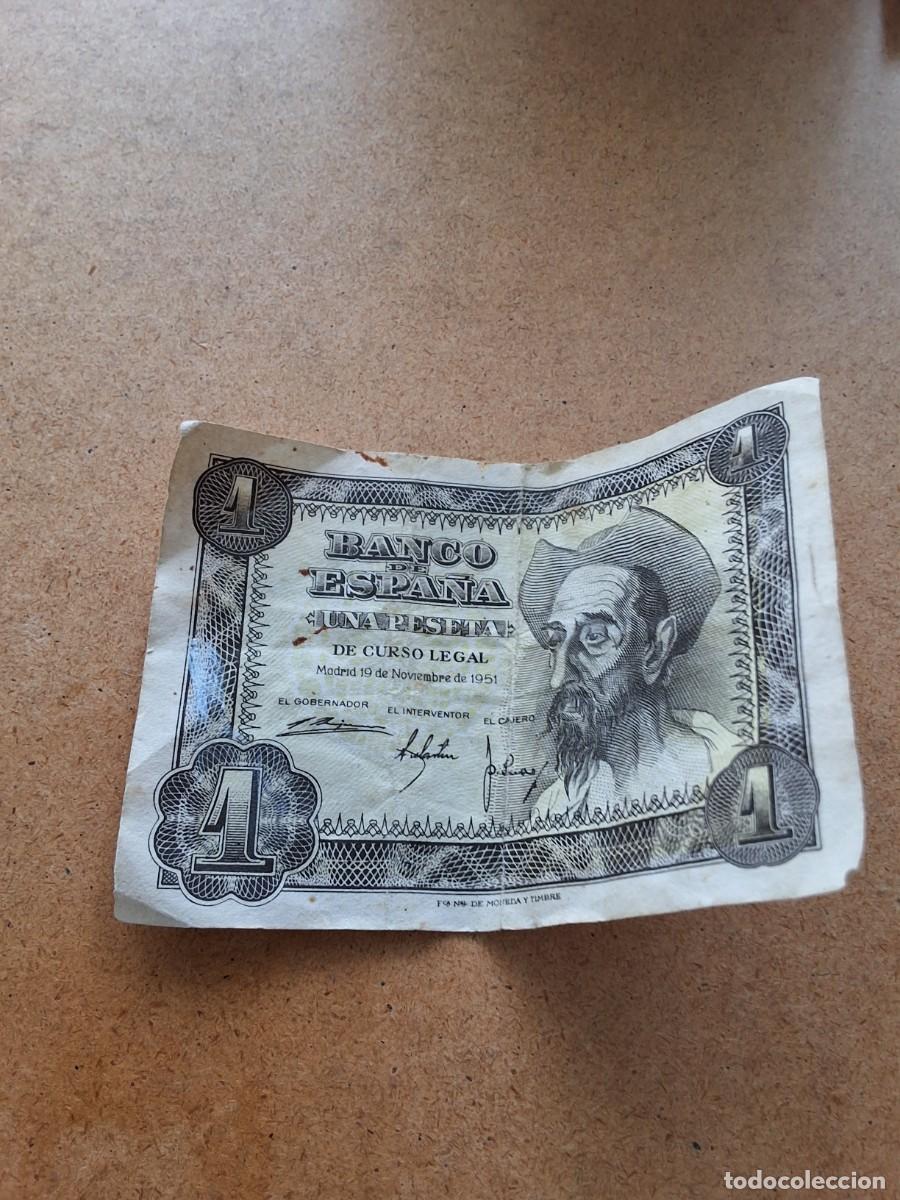 1
1
BANCO
DE
ESPAÑA
UNA PESETA
DE CURSO LEGAL
Madrid 19 de Noviembre de 1951
EL GOBERNADOR EL INTERVENTOR EL CAJERO
1
1
Fca NAL DE MONEDA Y TIMBRE
todocoleccion